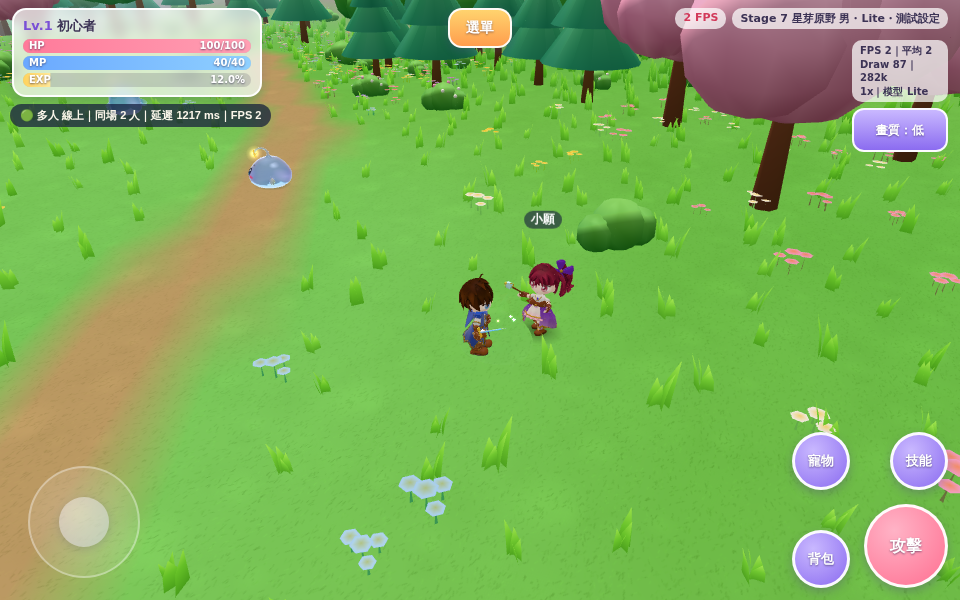 Lv.1 初心者
HP 100/100
MP 40/40
EXP 12.0%
多人 線上｜同場 2 人｜延遲 1217 ms｜FPS 2
選單
2 FPS
Stage 7 星芽原野 男・Lite・測試設定
FPS 2｜平均 2
Draw 87｜
282k
1x｜模型 Lite
畫質：低
小願
寵物
技能
背包
攻擊